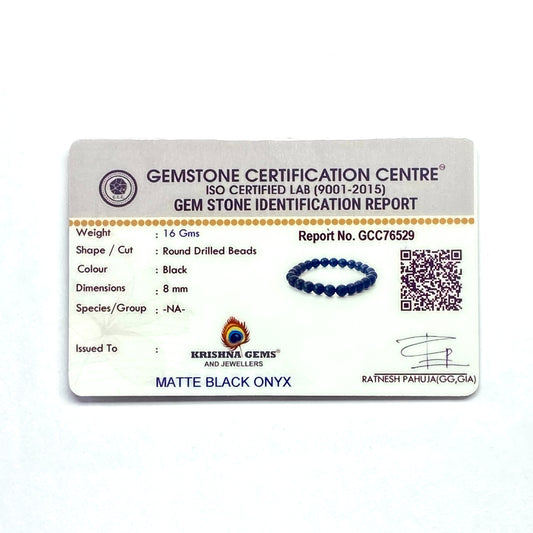 GEMSTONE CERTIFICATION CENTRE
ISO CERTIFIED LAB (9001-2015)
GEM STONE IDENTIFICATION REPORT
Weight : 16 Gms
Report No. GCC76529
Shape / Cut : Round Drilled Beads
Colour : Black
Dimensions : 8 mm
Species/Group : -NA-
Issued To :
KRISHNA GEMS®
AND JEWELLERS
MATTE BLACK ONYX
RATNESH PAHUJA(GG,GIA)